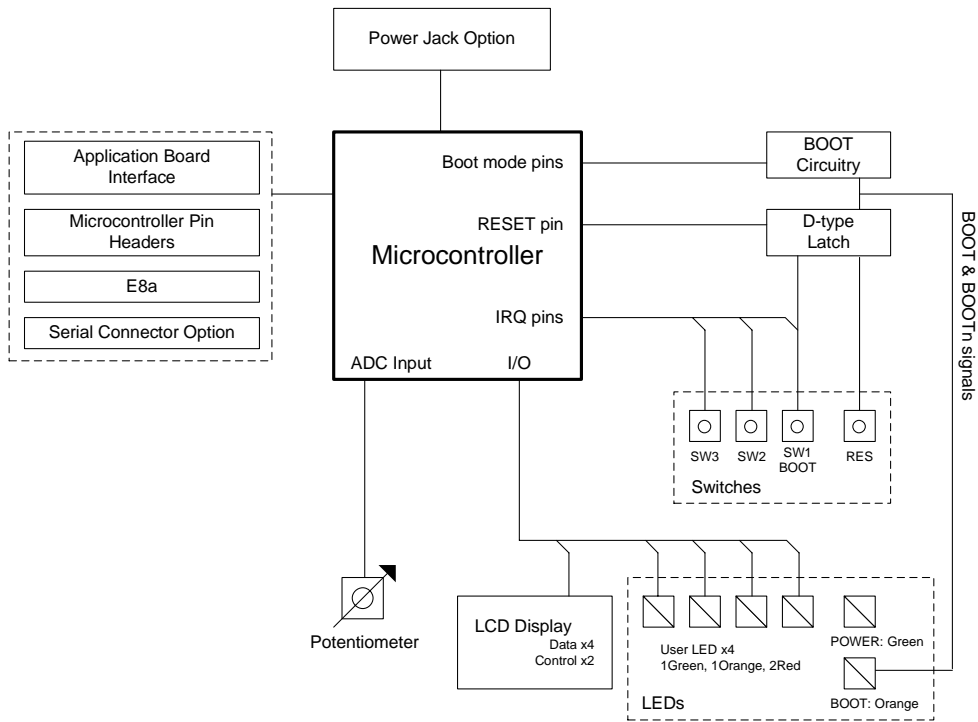 Power Jack Option
Application Board
Interface
Microcontroller Pin
Headers
E8a
Serial Connector Option
Boot mode pins
RESET pin
Microcontroller
IRQ pins
ADC Input
I/O
BOOT
Circuitry
D-type
Latch
BOOT & BOOTn signals
SW3
SW2
SW1
BOOT
RES
Switches
Potentiometer
LCD Display
Data x4
Control x2
User LED x4
1Green, 1Orange, 2Red
POWER: Green
BOOT: Orange
LEDs